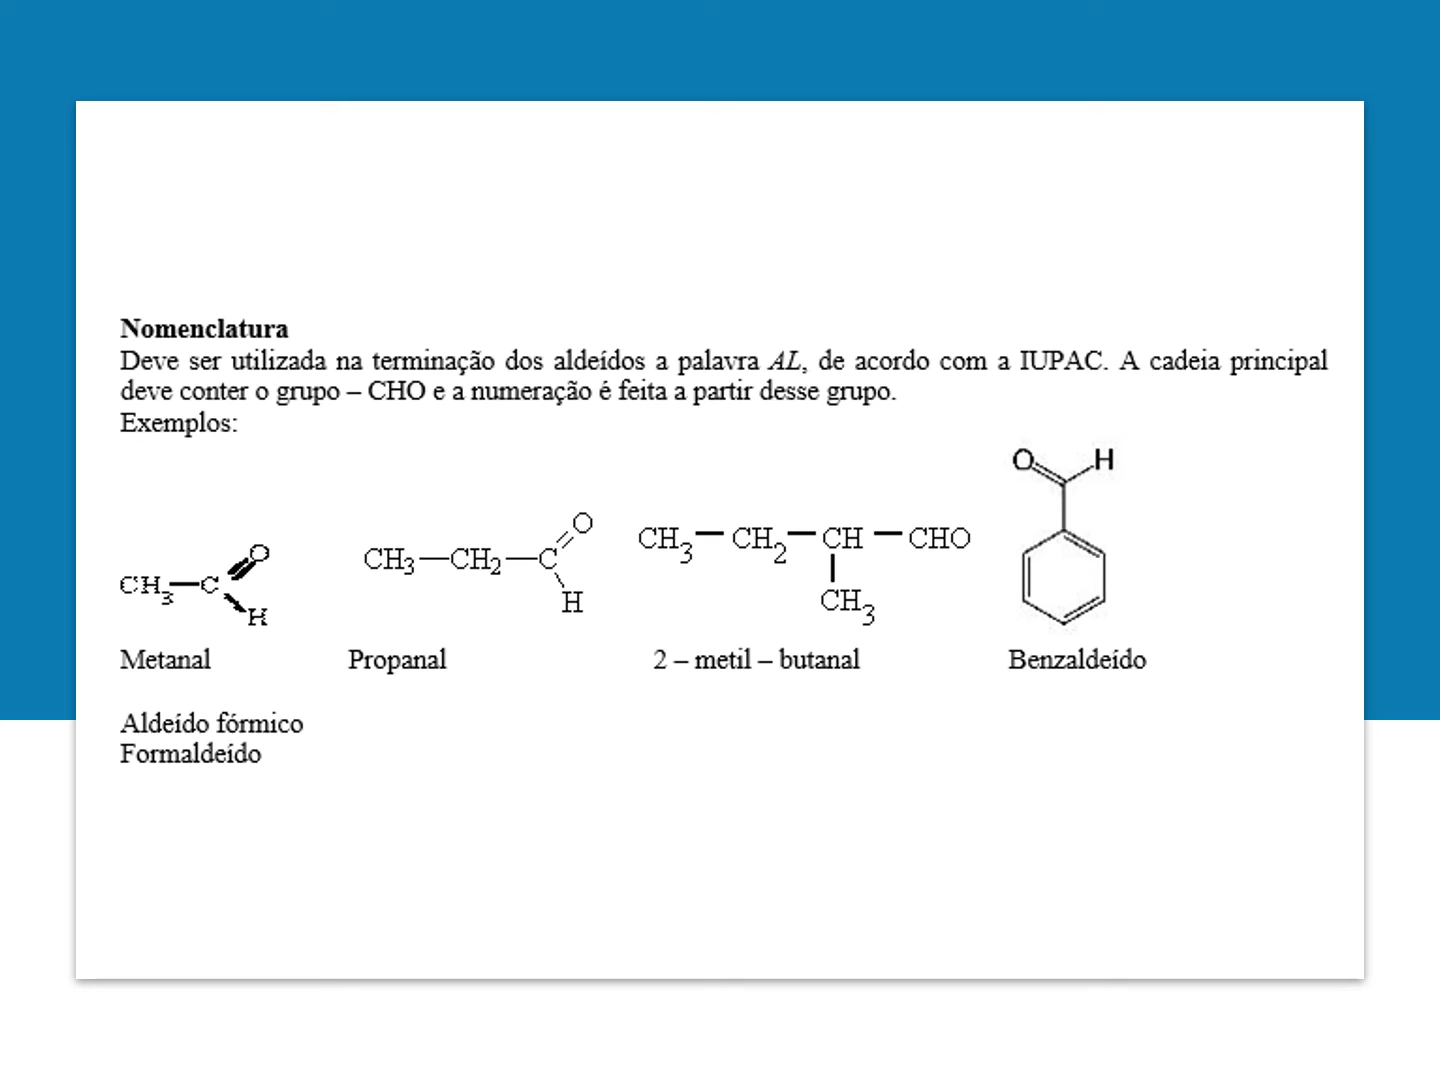 Nomenclatura
Deve ser utilizada na terminação dos aldeídos a palavra AL, de acordo com a IUPAC. A cadeia principal
deve conter o grupo – CHO e a numeração é feita a partir desse grupo.
Exemplos:
CH3—C O H
CH3—CH2—C O H
CH3—CH2—CH—CHO
CH3
O H
Metanal Propanal 2 – metil – butanal Benzaldeído
Aldeído fórmico
Formaldeído